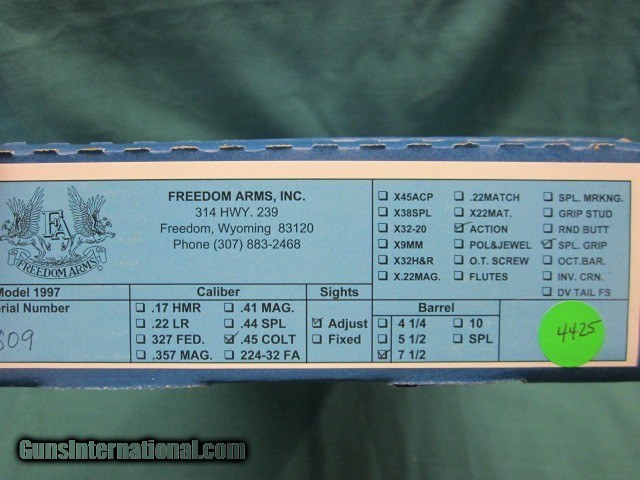 FREEDOM ARMS, INC.
314 HWY. 239
Freedom, Wyoming 83120
Phone (307) 883-2468
FA
FREEDOM ARMS
Model 1997
Serial Number
609
Caliber
.17 HMR
.22 LR
327 FED.
.357 MAG.
.41 MAG.
.44 SPL
.45 COLT
224-32 FA
Sights
Adjust
Fixed
X45ACP
X38SPL
X32-20
X9MM
X32H&R
X.22MAG.
.22MATCH
X22MAT.
ACTION
POL&JEWEL
O.T. SCREW
FLUTES
SPL. MRKNG.
GRIP STUD
RND BUTT
SPL. GRIP
OCT.BAR.
INV. CRN.
DV TAIL FS
Barrel
4 1/4
5 1/2
7 1/2
10
SPL
4425
GunsInternational.com